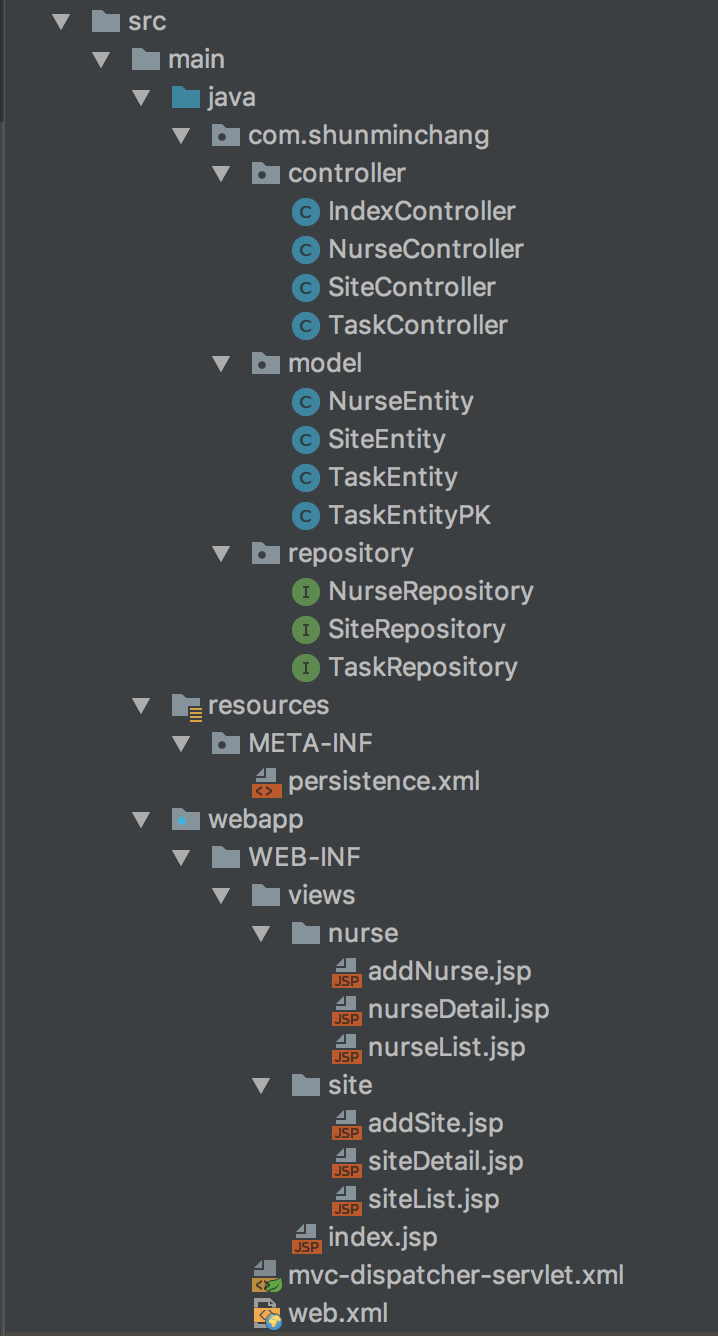 src
main
java
com.shunminchang
controller
C IndexController
C NurseController
C SiteController
C TaskController
model
C NurseEntity
C SiteEntity
C TaskEntity
C TaskEntityPK
repository
I NurseRepository
I SiteRepository
I TaskRepository
resources
META-INF
<> persistence.xml
webapp
WEB-INF
views
nurse
JSP addNurse.jsp
JSP nurseDetail.jsp
JSP nurseList.jsp
site
JSP addSite.jsp
JSP siteDetail.jsp
JSP siteList.jsp
JSP index.jsp
<> mvc-dispatcher-servlet.xml
<> web.xml